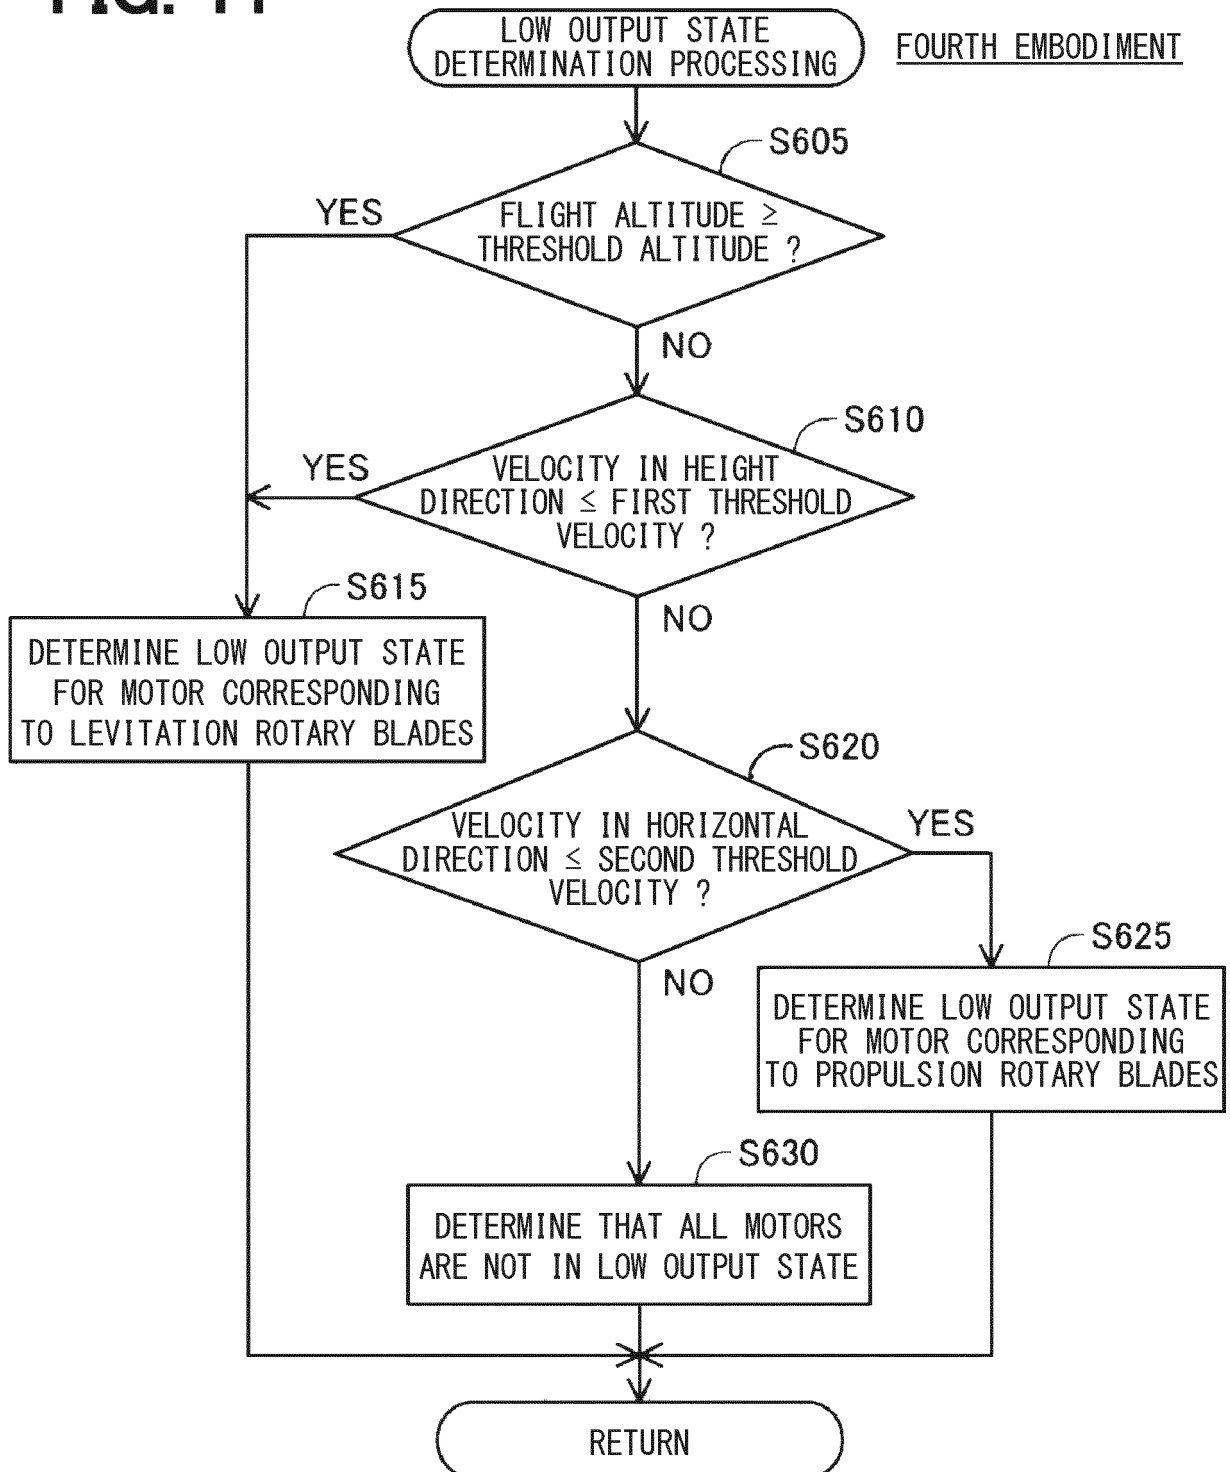 LOW OUTPUT STATE
DETERMINATION PROCESSING
FOURTH EMBODIMENT
S605
YES
FLIGHT ALTITUDE ≥
THRESHOLD ALTITUDE ?
NO
S610
YES
VELOCITY IN HEIGHT
DIRECTION ≤ FIRST THRESHOLD
VELOCITY ?
NO
S615
DETERMINE LOW OUTPUT STATE
FOR MOTOR CORRESPONDING
TO LEVITATION ROTARY BLADES
S620
VELOCITY IN HORIZONTAL
DIRECTION ≤ SECOND THRESHOLD
VELOCITY ?
YES
NO
S625
DETERMINE LOW OUTPUT STATE
FOR MOTOR CORRESPONDING
TO PROPULSION ROTARY BLADES
S630
DETERMINE THAT ALL MOTORS
ARE NOT IN LOW OUTPUT STATE
RETURN